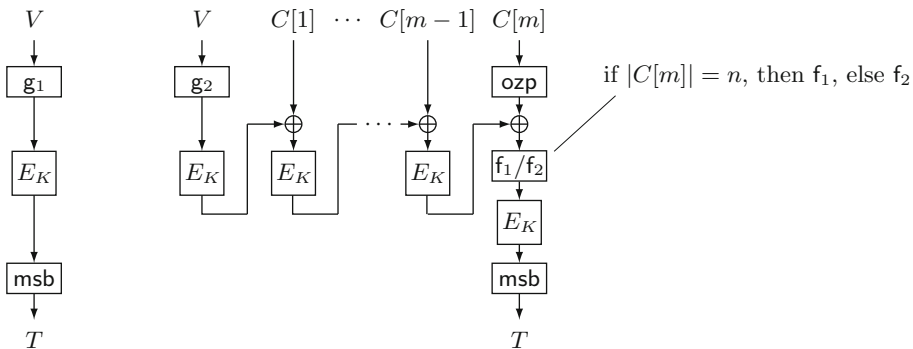 V V C[1] ··· C[m − 1] C[m]
g₁ g₂ ozp if |C[m]| = n, then f₁, else f₂
⊕ ··· ⊕ ⊕
E_K E_K E_K E_K f₁/f₂
E_K
msb msb
T T